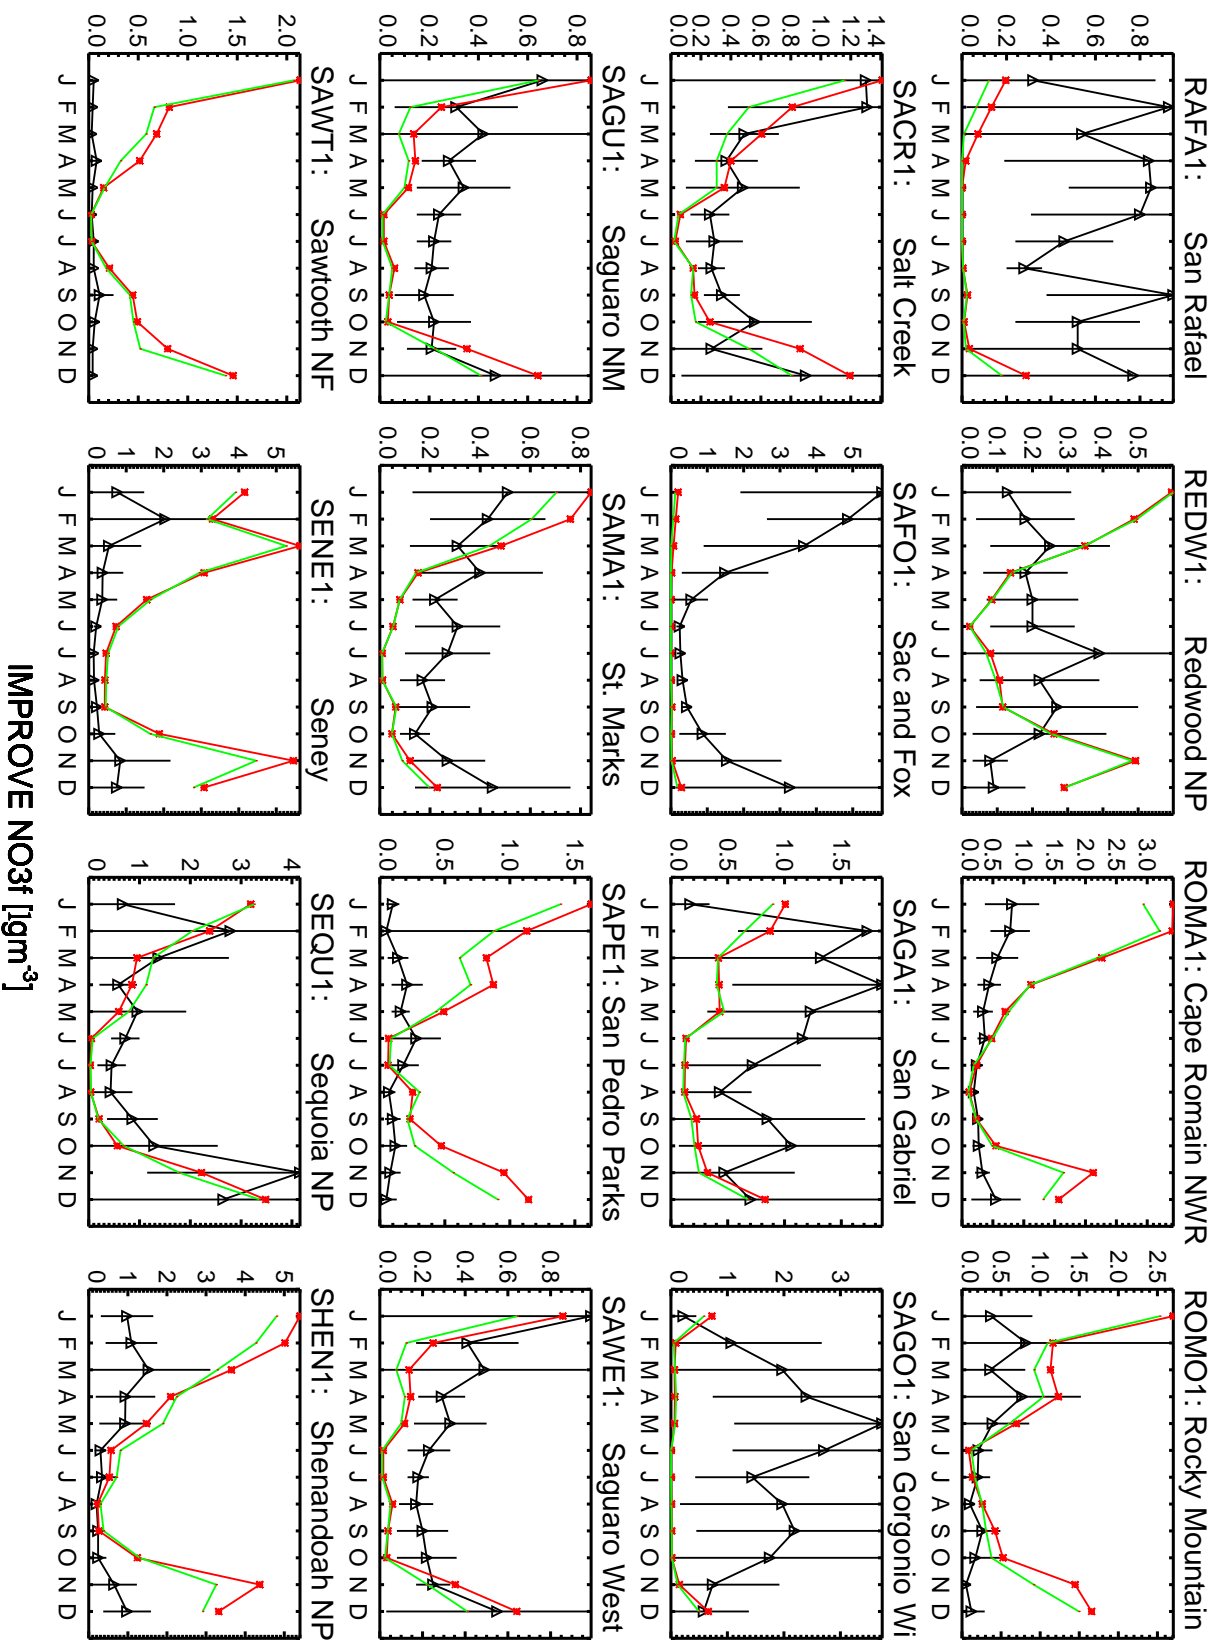 RAFA1: San Rafael
0.8
0.6
0.4
0.2
0.0
J F M A M J J A S O N D
REDW1: Redwood NP
0.5
0.4
0.3
0.1
0.0
J F M A M J J A S O N D
ROMA1: Cape Romain NWR
3.0
2.5
2.0
1.5
1.0
0.5
0.0
J F M A M J J A S O N D
ROMO1: Rocky Mountain
2.5
2.0
1.5
1.0
0.5
0.0
J F M A M J J A S O N D
SACR1: Salt Creek
1.4
1.2
1.0
0.8
0.6
0.4
0.2
0.0
J F M A M J J A S O N D
SAFO1: Sac and Fox
5
4
3
2
1
0
J F M A M J J A S O N D
SAGA1: San Gabriel
1.5
1.0
0.5
0.0
J F M A M J J A S O N D
SAGO1: San Gorgonio Wi
3
2
1
0
J F M A M J J A S O N D
SAGU1: Saguaro NM
0.8
0.6
0.4
0.2
0.0
J F M A M J J A S O N D
SAMA1: St. Marks
0.8
0.6
0.4
0.2
0.0
J F M A M J J A S O N D
SAPE1: San Pedro Parks
1.5
1.0
0.5
0.0
J F M A M J J A S O N D
SAWE1: Saguaro West
0.8
0.6
0.4
0.2
0.0
J F M A M J J A S O N D
SAWT1: Sawtooth NF
2.0
1.5
1.0
0.5
0.0
J F M A M J J A S O N D
SENE1: Seney
5
4
3
2
1
0
J F M A M J J A S O N D
SEQU1: Sequoia NP
4
3
2
1
0
J F M A M J J A S O N D
SHEN1: Shenandoah NP
5
4
3
2
1
0
J F M A M J J A S O N D
IMPROVE NO3f [1gm-3]